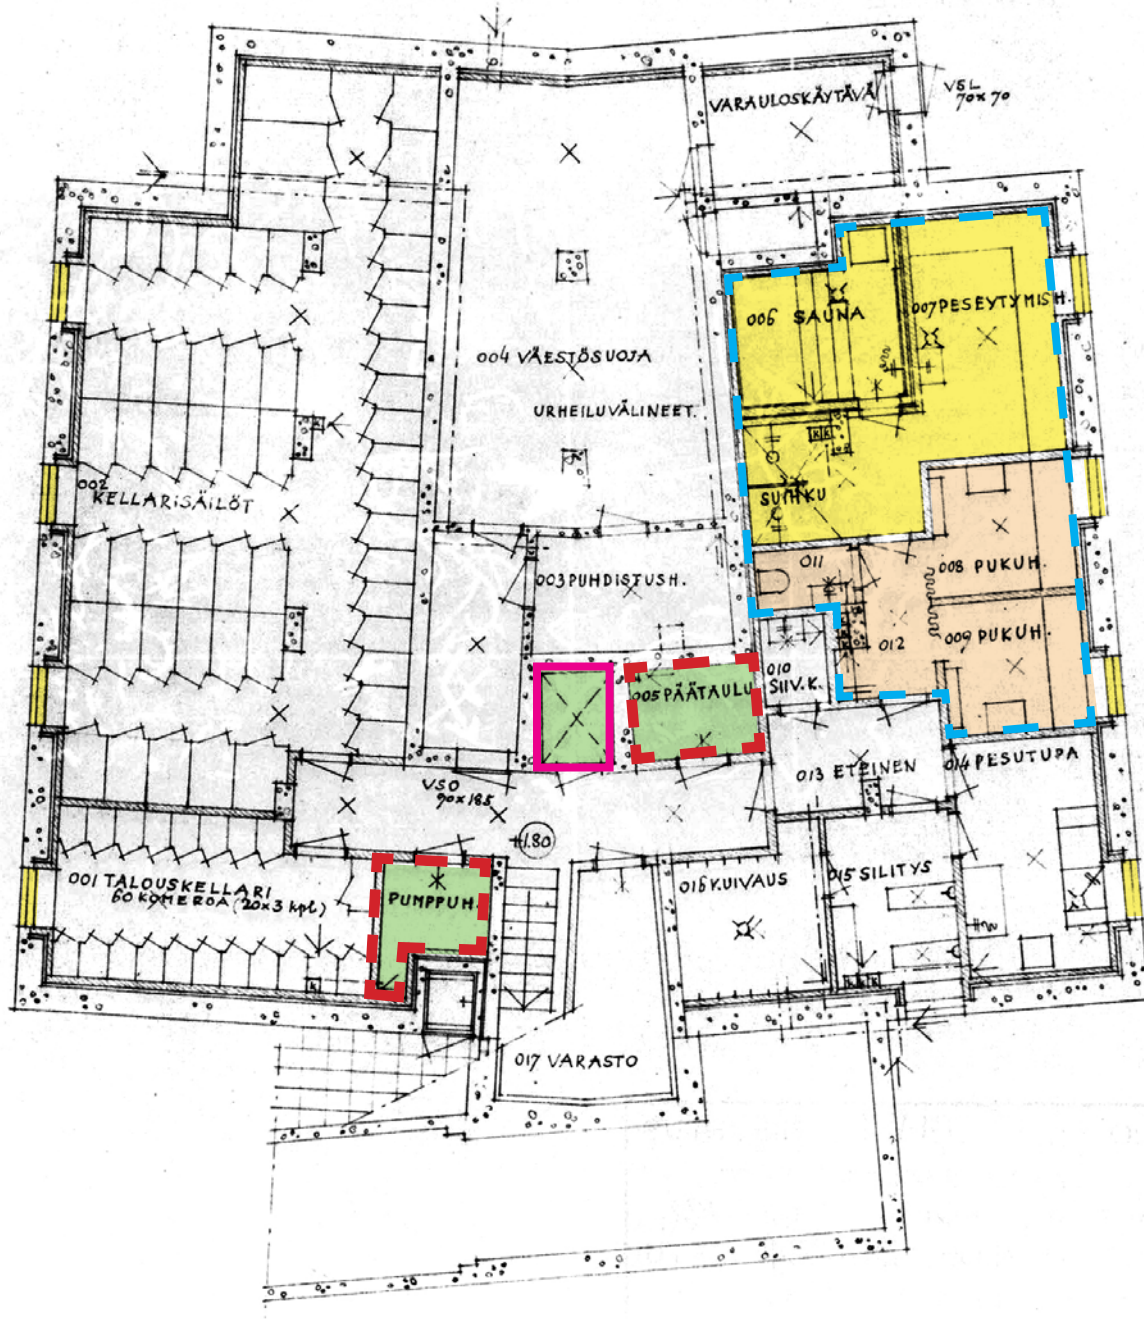 VARAULOSKÄYTÄVÄ
VSL
70x70
006 SAUNA
007 PESEYTYMISH.
004 VÄESTÖSUOJA
URHEILUVÄLINEET.
002
KELLARISÄILÖT
SUIHKU
003 PUHDISTUSH.
011
008 PUKUH.
012
009 PUKUH.
010
SIIV.K.
005 PÄÄTAULU
013 ETEINEN
014 PESUTUPA
VSO
90x185
+1.80
001 TALOUSKELLARI
60 KOMEROA (20x3 kpl)
PUMPPUH.
016 KUIVAUS
015 SILITYS
017 VARASTO